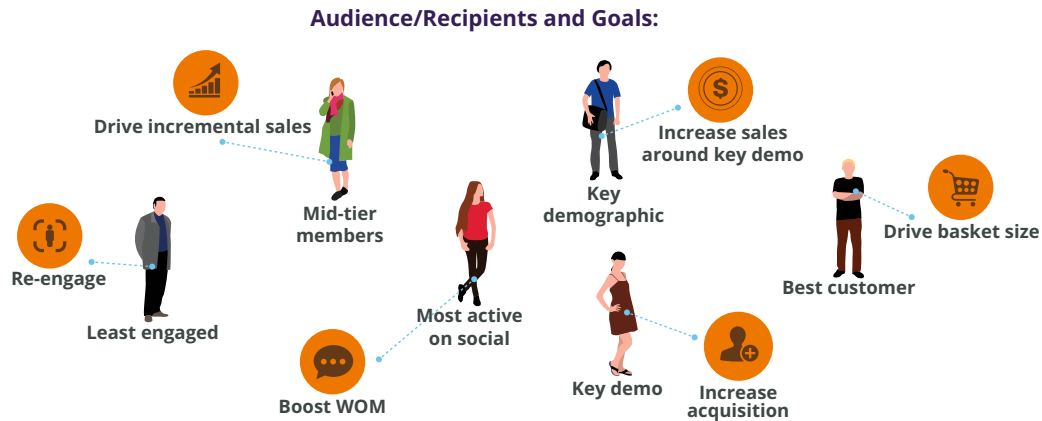 Audience/Recipients and Goals:
Drive incremental sales
Mid-tier
members
Increase sales
around key demo
Key
demographic
Drive basket size
Re-engage
Best customer
Least engaged
Most active
on social
Boost WOM
Key demo
Increase
acquisition
$